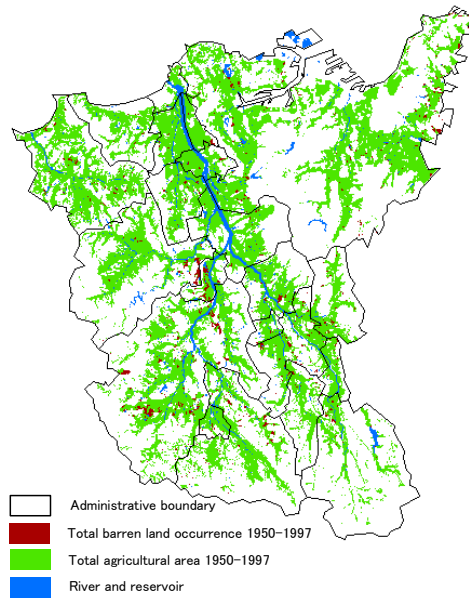 Administrative boundary
Total barren land occurrence 1950-1997
Total agricultural area 1950-1997
River and reservoir